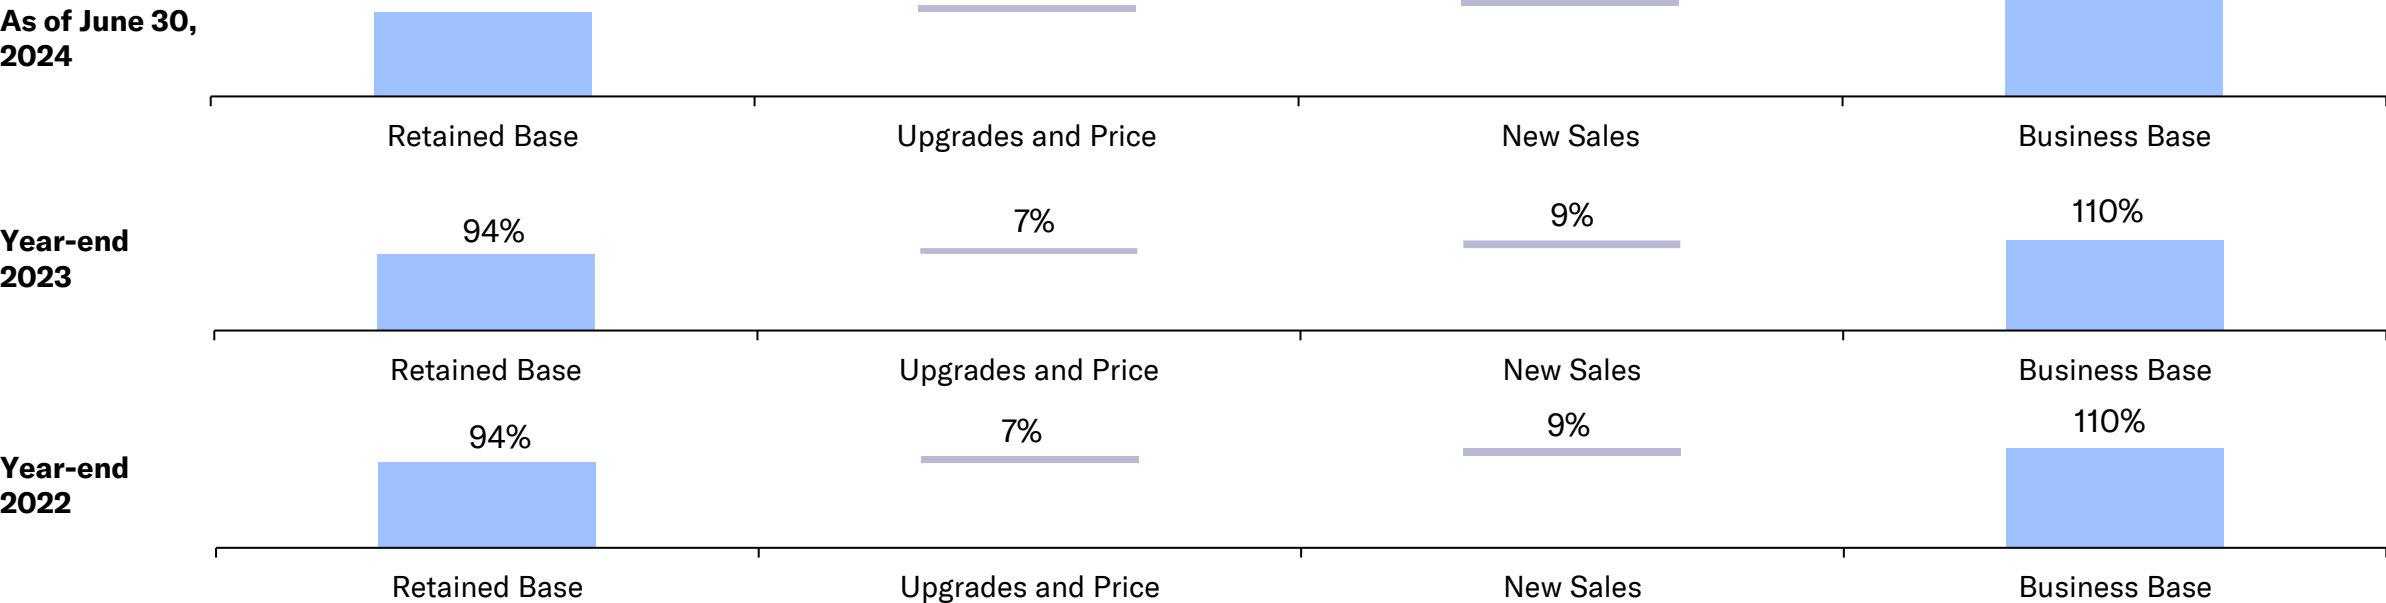 As of June 30,
2024
Retained Base Upgrades and Price New Sales Business Base
94% 7% 9% 110%
Year-end
2023
Retained Base Upgrades and Price New Sales Business Base
94% 7% 9% 110%
Year-end
2022
Retained Base Upgrades and Price New Sales Business Base